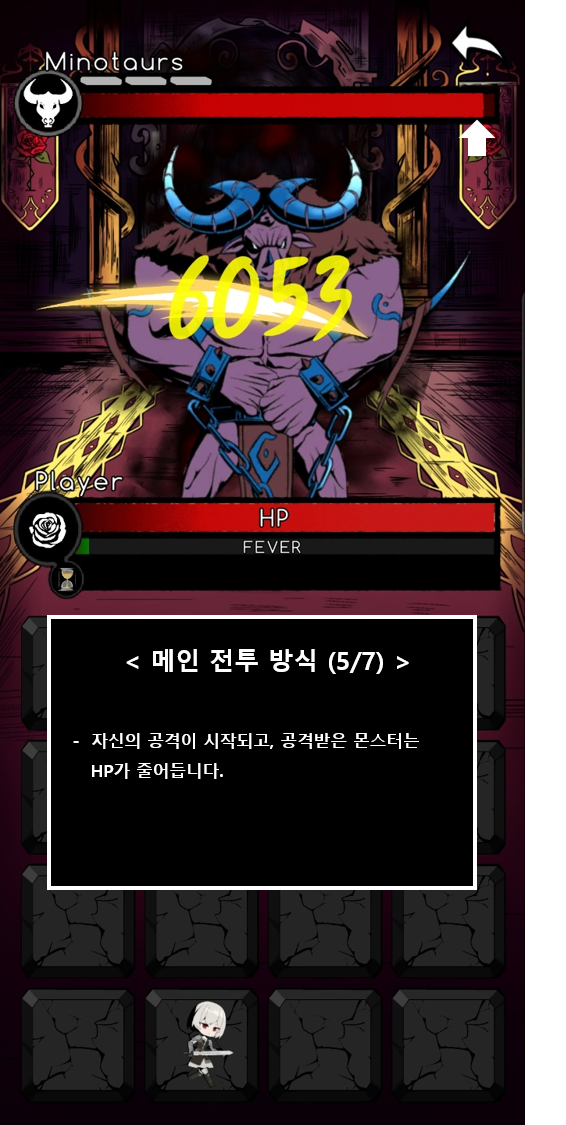 Minotaurs
6053
Player
HP
FEVER
< 메인 전투 방식 (5/7) >
- 자신의 공격이 시작되고, 공격받은 몬스터는
HP가 줄어듭니다.